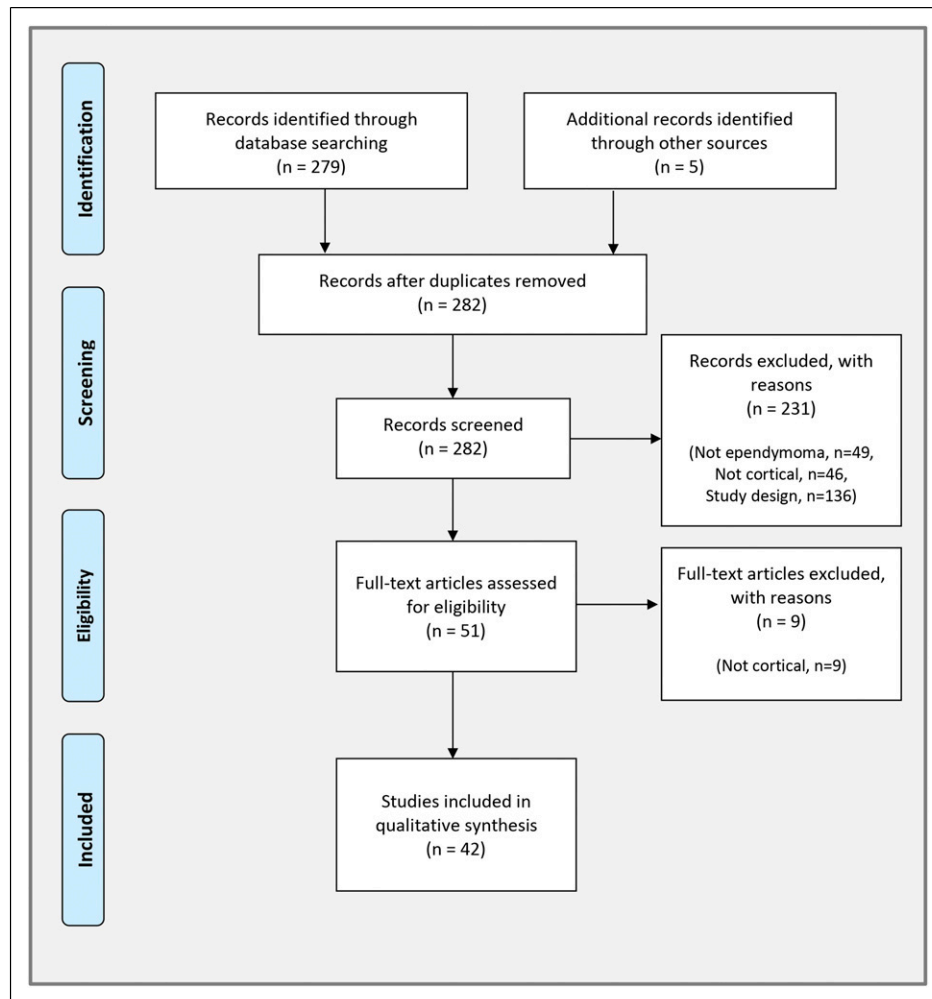 Identification
Records identified through
database searching
(n = 279)
Additional records identified
through other sources
(n = 5)
Records after duplicates removed
(n = 282)
Screening
Records screened
(n = 282)
Records excluded, with
reasons
(n = 231)
(Not ependymoma, n=49,
Not cortical, n=46,
Study design, n=136)
Eligibility
Full-text articles assessed
for eligibility
(n = 51)
Full-text articles excluded,
with reasons
(n = 9)
(Not cortical, n=9)
Included
Studies included in
qualitative synthesis
(n = 42)